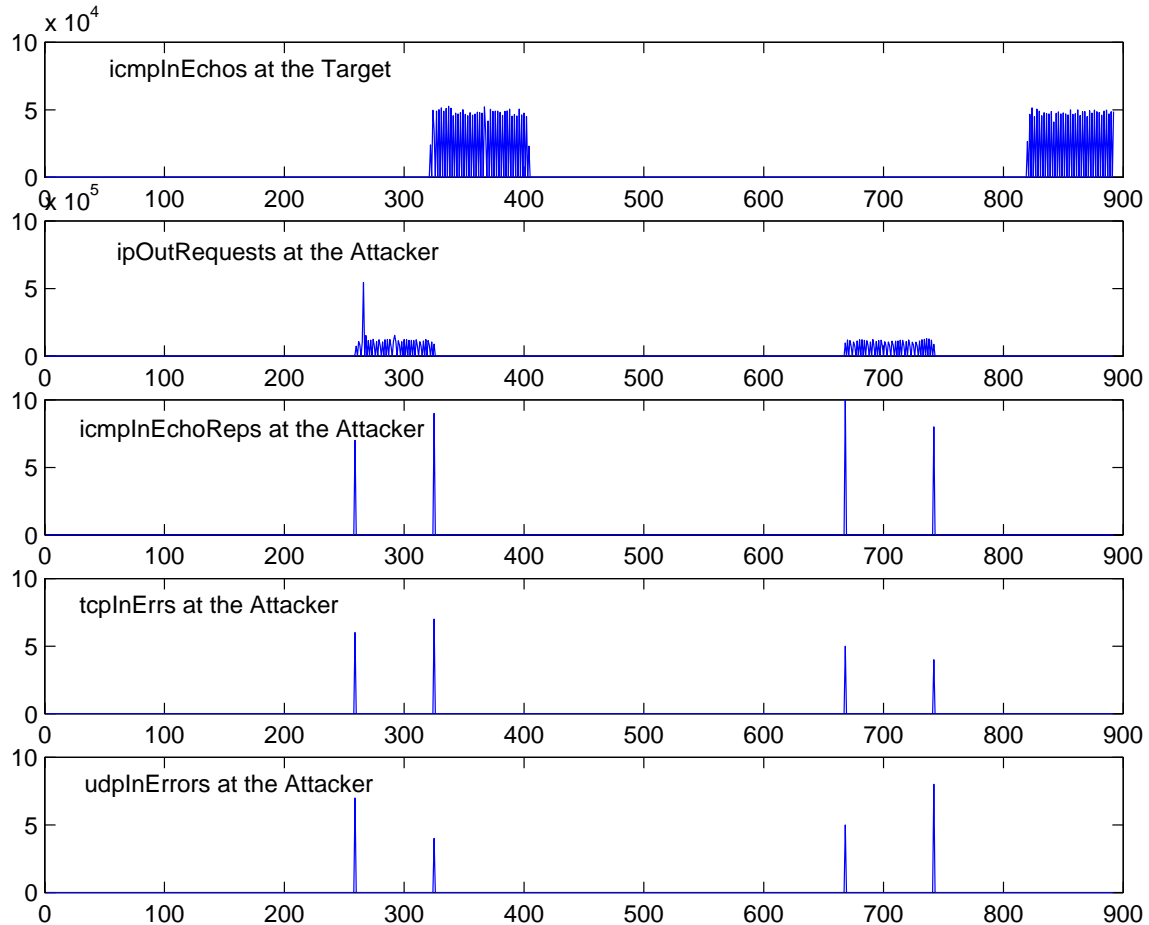 x 10^4
10
icmpInEchos at the Target
5
0
0 100 200 300 400 500 600 700 800 900
x 10^5
10
ipOutRequests at the Attacker
5
0
0 100 200 300 400 500 600 700 800 900
10
icmpInEchoReps at the Attacker
5
0
0 100 200 300 400 500 600 700 800 900
10
tcpInErrs at the Attacker
5
0
0 100 200 300 400 500 600 700 800 900
10
udpInErrors at the Attacker
5
0
0 100 200 300 400 500 600 700 800 900